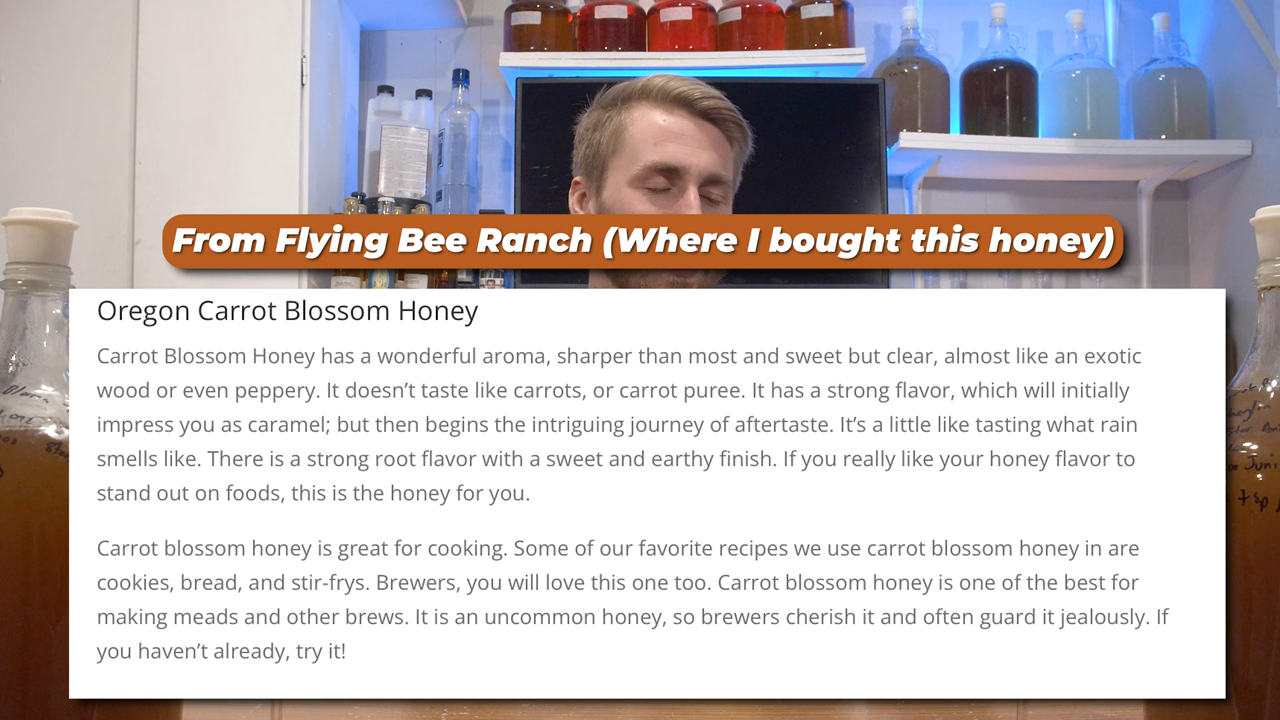 From Flying Bee Ranch (Where I bought this honey)
Oregon Carrot Blossom Honey
Carrot Blossom Honey has a wonderful aroma, sharper than most and sweet but clear, almost like an exotic
wood or even peppery. It doesn’t taste like carrots, or carrot puree. It has a strong flavor, which will initially
impress you as caramel; but then begins the intriguing journey of aftertaste. It’s a little like tasting what rain
smells like. There is a strong root flavor with a sweet and earthy finish. If you really like your honey flavor to
stand out on foods, this is the honey for you.
Carrot blossom honey is great for cooking. Some of our favorite recipes we use carrot blossom honey in are
cookies, bread, and stir-frys. Brewers, you will love this one too. Carrot blossom honey is one of the best for
making meads and other brews. It is an uncommon honey, so brewers cherish it and often guard it jealously. If
you haven’t already, try it!